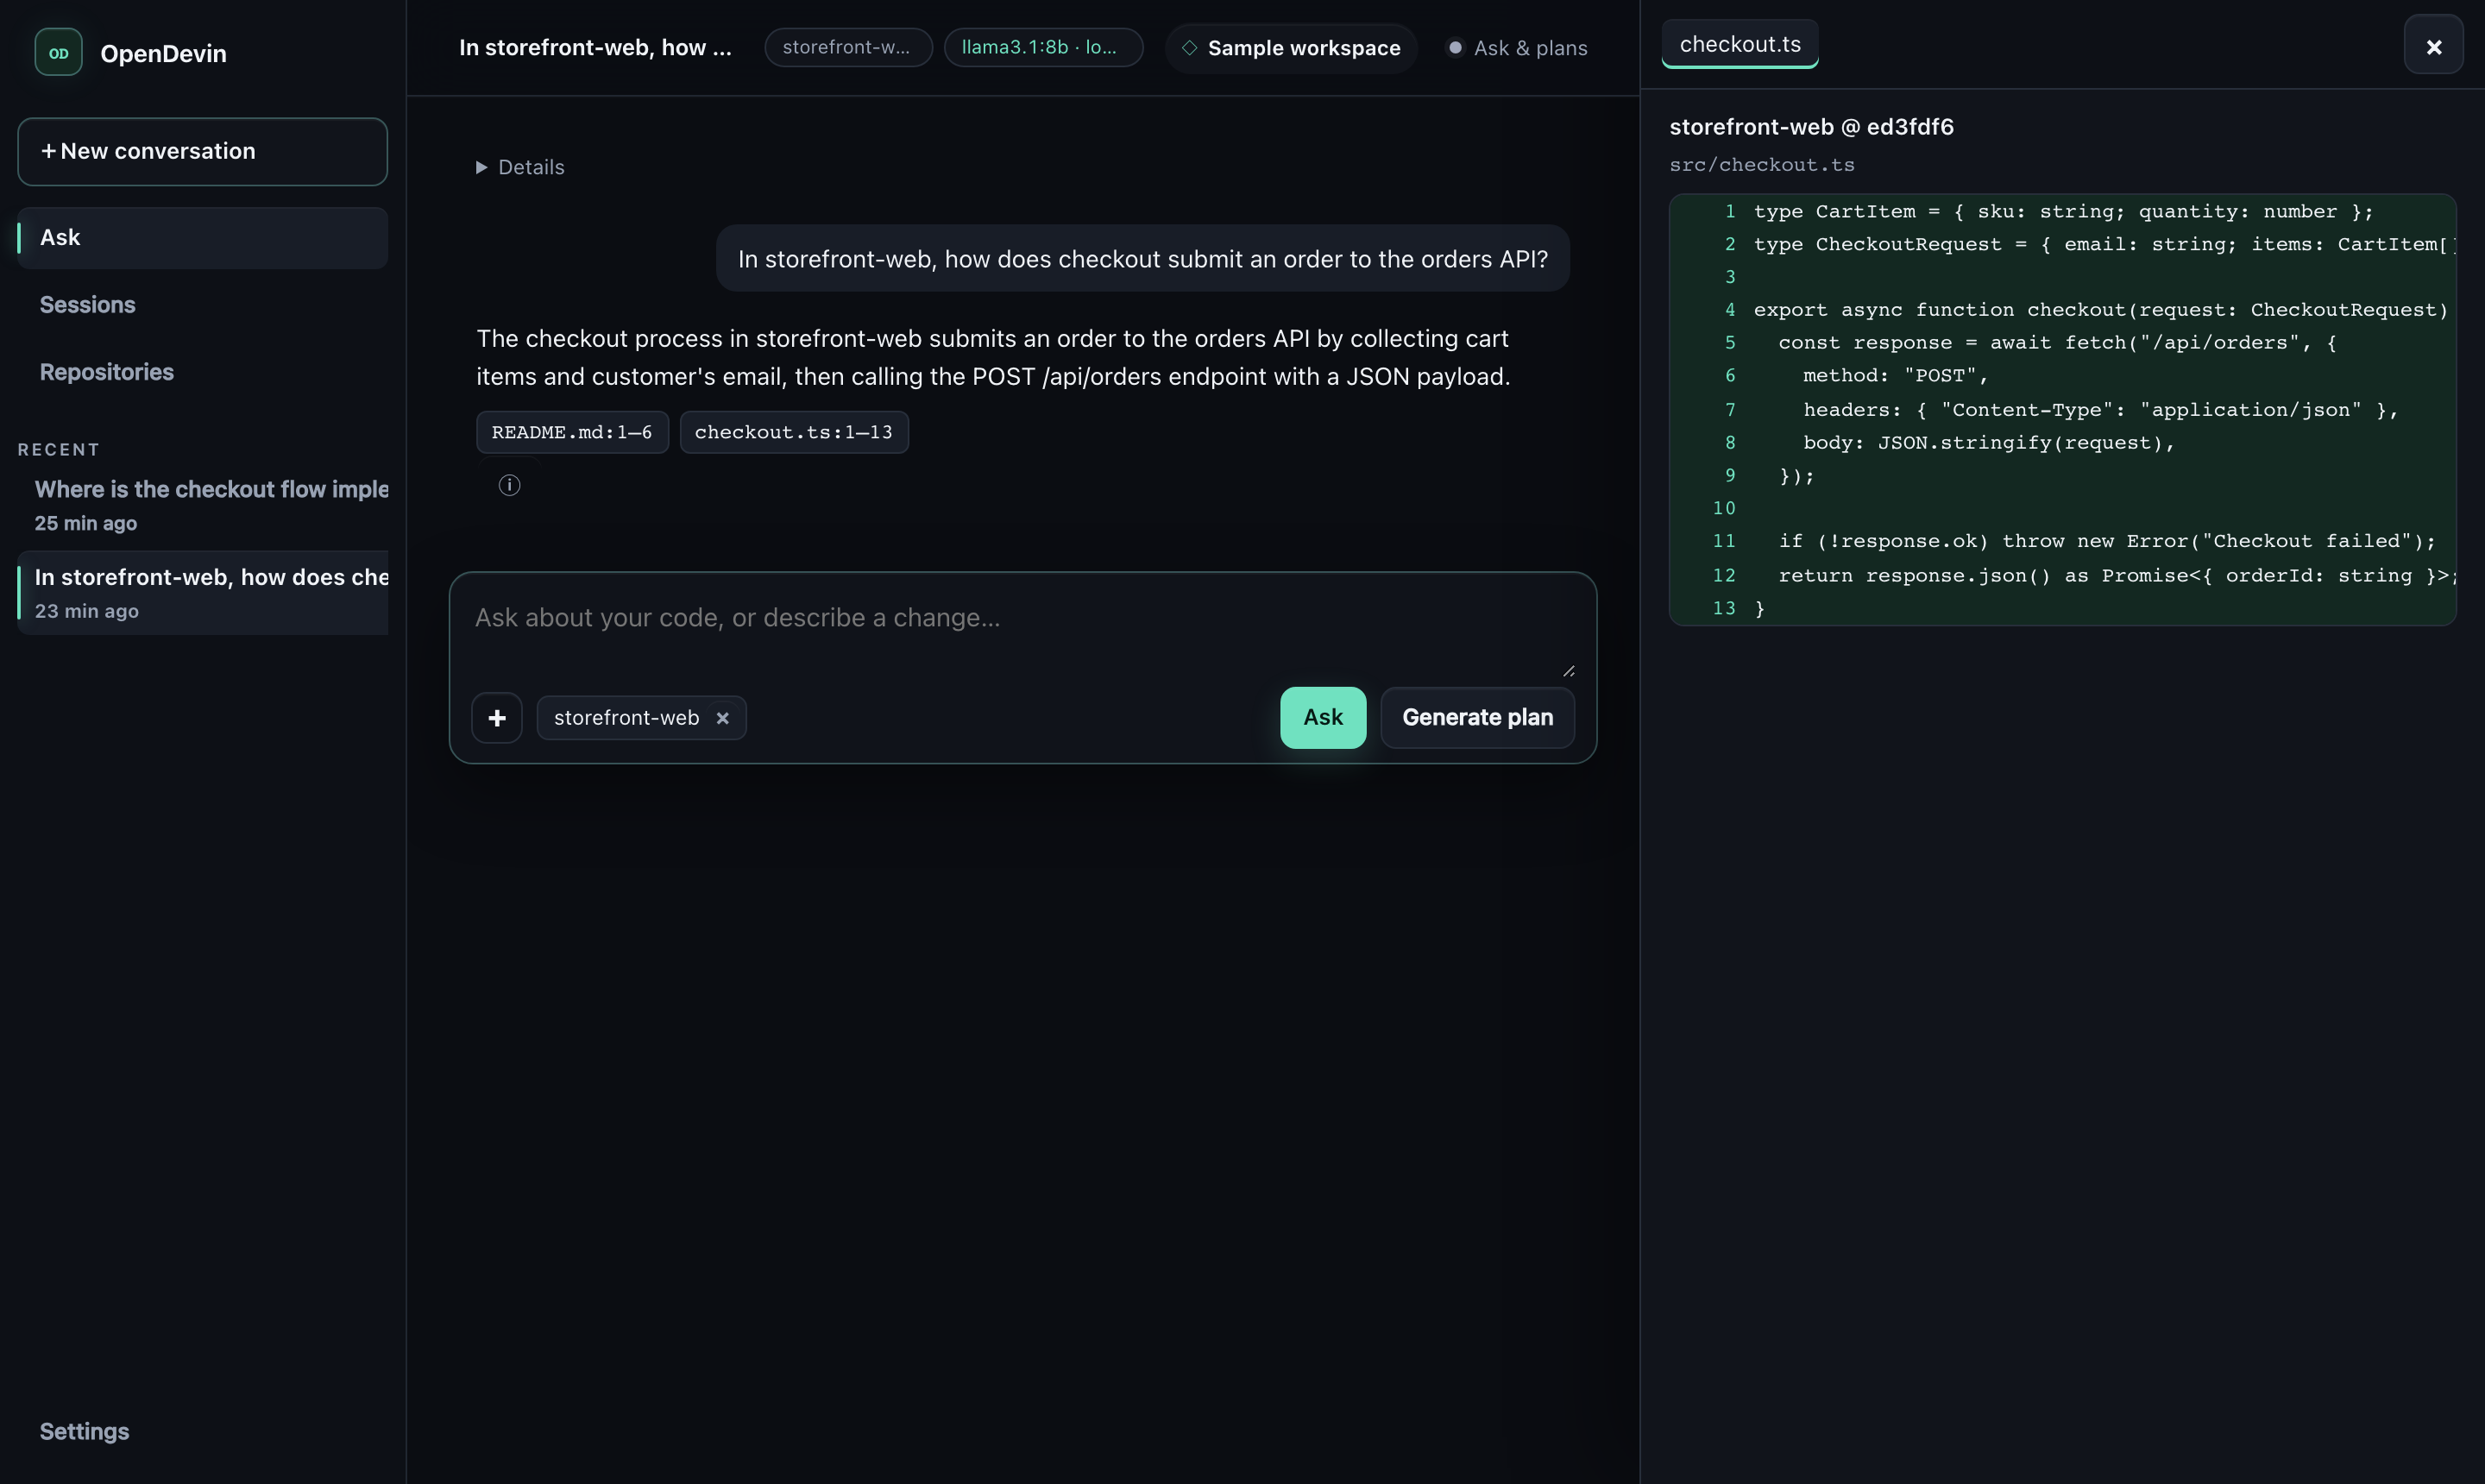 OD OpenDevin
+ New conversation
Ask
Sessions
Repositories
RECENT
Where is the checkout flow imple
25 min ago
In storefront-web, how does che
23 min ago
Settings
In storefront-web, how ...
storefront-w...
llama3.1:8b · lo...
◇ Sample workspace
Ask & plans
▶ Details
In storefront-web, how does checkout submit an order to the orders API?
The checkout process in storefront-web submits an order to the orders API by collecting cart
items and customer's email, then calling the POST /api/orders endpoint with a JSON payload.
README.md:1–6 checkout.ts:1–13
Ask about your code, or describe a change...
+ storefront-web × Ask Generate plan
checkout.ts ×
storefront-web @ ed3fdf6
src/checkout.ts
1 type CartItem = { sku: string; quantity: number };
2 type CheckoutRequest = { email: string; items: CartItem[]
3
4 export async function checkout(request: CheckoutRequest)
5   const response = await fetch("/api/orders", {
6     method: "POST",
7     headers: { "Content-Type": "application/json" },
8     body: JSON.stringify(request),
9   });
10
11   if (!response.ok) throw new Error("Checkout failed");
12   return response.json() as Promise<{ orderId: string }>;
13 }